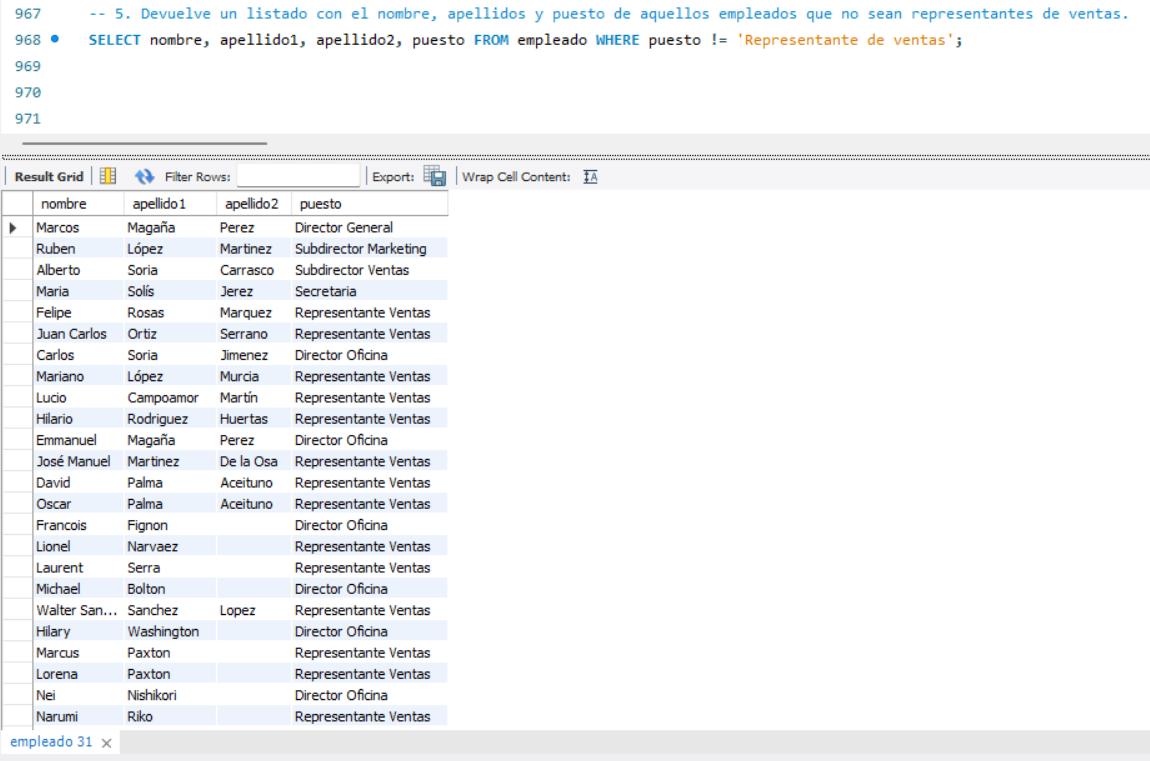 967 -- 5. Devuelve un listado con el nombre, apellidos y puesto de aquellos empleados que no sean representantes de ventas.
968 SELECT nombre, apellido1, apellido2, puesto FROM empleado WHERE puesto != 'Representante de ventas';
969
970
971
Result Grid Filter Rows: Export: Wrap Cell Content:
nombre apellido1 apellido2 puesto
Marcos Magaña Perez Director General
Ruben López Martinez Subdirector Marketing
Alberto Soria Carrasco Subdirector Ventas
Maria Solís Jerez Secretaria
Felipe Rosas Marquez Representante Ventas
Juan Carlos Ortiz Serrano Representante Ventas
Carlos Soria Jimenez Director Oficina
Mariano López Murcia Representante Ventas
Lucio Campoamor Martín Representante Ventas
Hilario Rodriguez Huertas Representante Ventas
Emmanuel Magaña Perez Director Oficina
José Manuel Martinez De la Osa Representante Ventas
David Palma Aceituno Representante Ventas
Oscar Palma Aceituno Representante Ventas
Francois Fignon Director Oficina
Lionel Narvaez Representante Ventas
Laurent Serra Representante Ventas
Michael Bolton Director Oficina
Walter San... Sanchez Lopez Representante Ventas
Hilary Washington Director Oficina
Marcus Paxton Representante Ventas
Lorena Paxton Representante Ventas
Nei Nishikori Director Oficina
Narumi Riko Representante Ventas
empleado 31